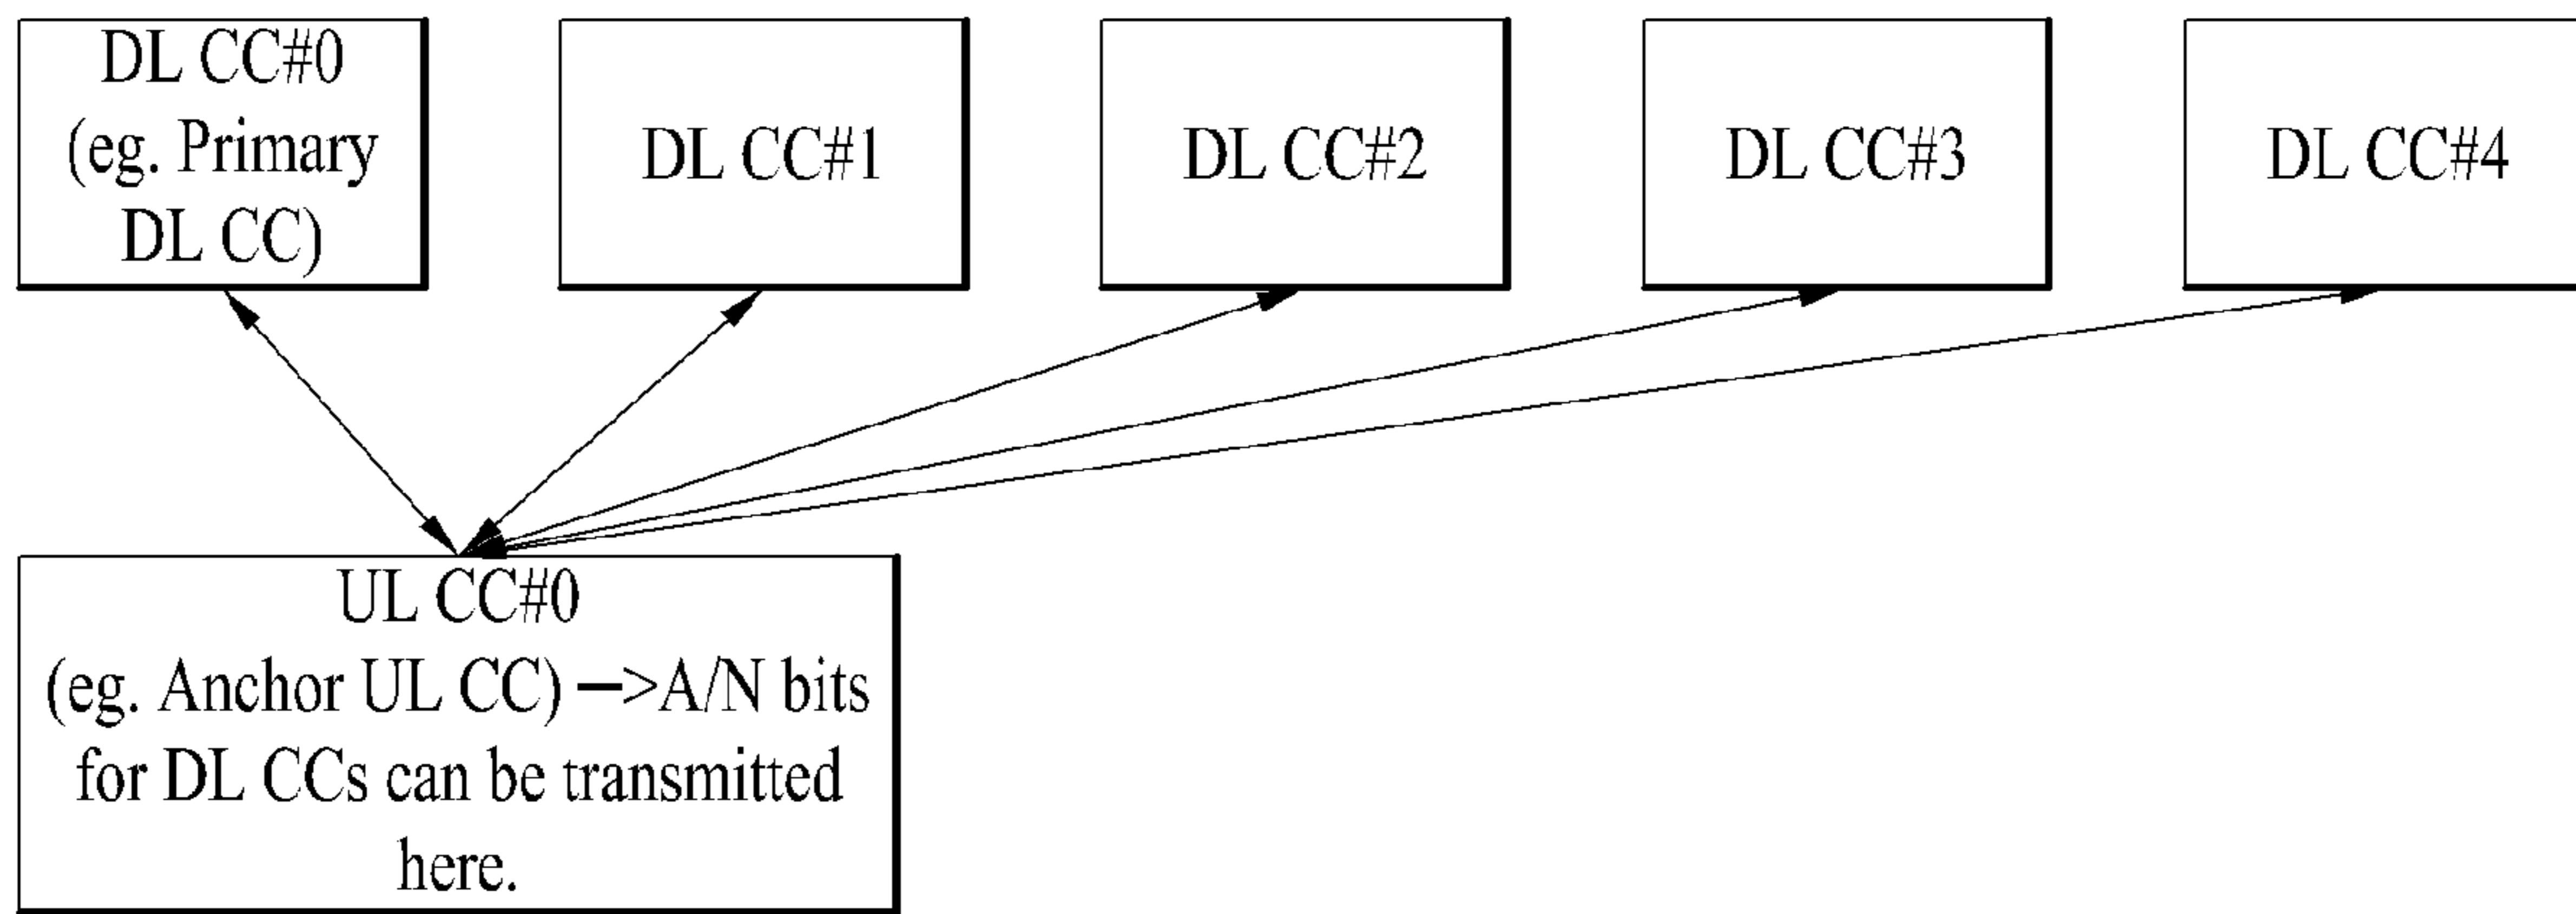 DL CC#0
(eg. Primary
DL CC)
DL CC#1
DL CC#2
DL CC#3
DL CC#4
UL CC#0
(eg. Anchor UL CC) —>A/N bits
for DL CCs can be transmitted
here.